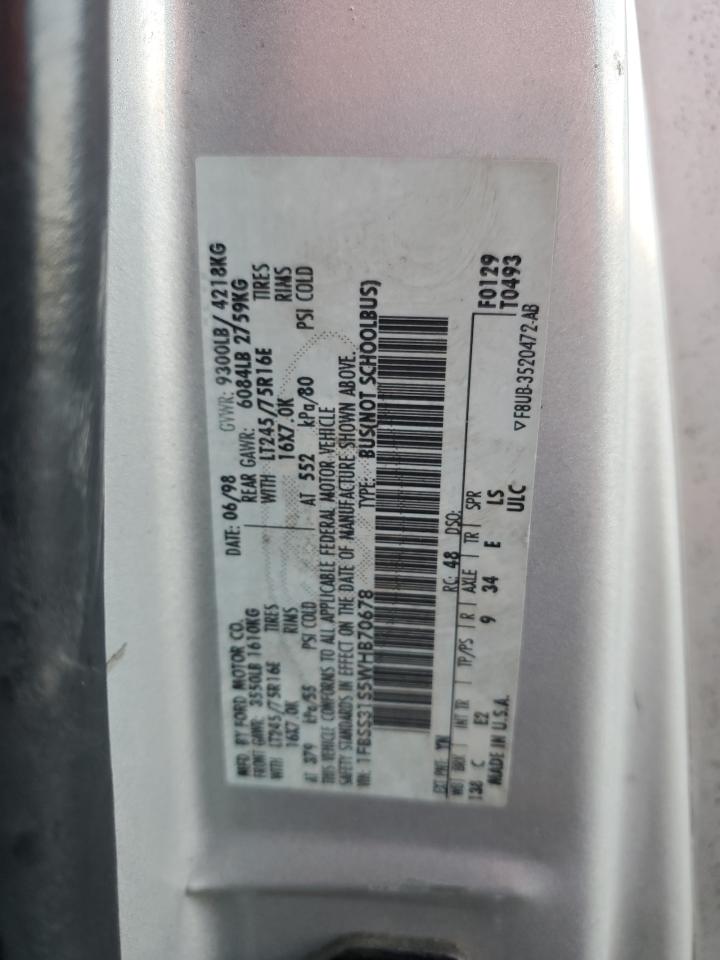 MFD. BY FORD MOTOR CO.
DATE: 06/98 GVWR: 9300LB/ 4218KG
FRONT GAWR: 3550LB 1610KG REAR GAWR: 6084LB 2759KG
WITH LT245/75R16E TIRES WITH LT245/75R16E TIRES
16X7.0K RIMS 16X7.0K RIMS
AT 379 kPa/55 PSI COLD AT 552 kPa/80 PSI COLD
THIS VEHICLE CONFORMS TO ALL APPLICABLE FEDERAL MOTOR VEHICLE
SAFETY STANDARDS IN EFFECT ON THE DATE OF MANUFACTURE SHOWN ABOVE.
VIN: 1FBSS31S5WHB70678 TYPE: BUS(NOT SCHOOLBUS)
F0129
T0493
EXT PNT: YN RC: 48 DSO:
WB BRK INT TR TP/PS R AXLE TR SPR
138 C E2 9 34 E LS
MADE IN U.S.A. ULC
▽F8UB-3520472-AB